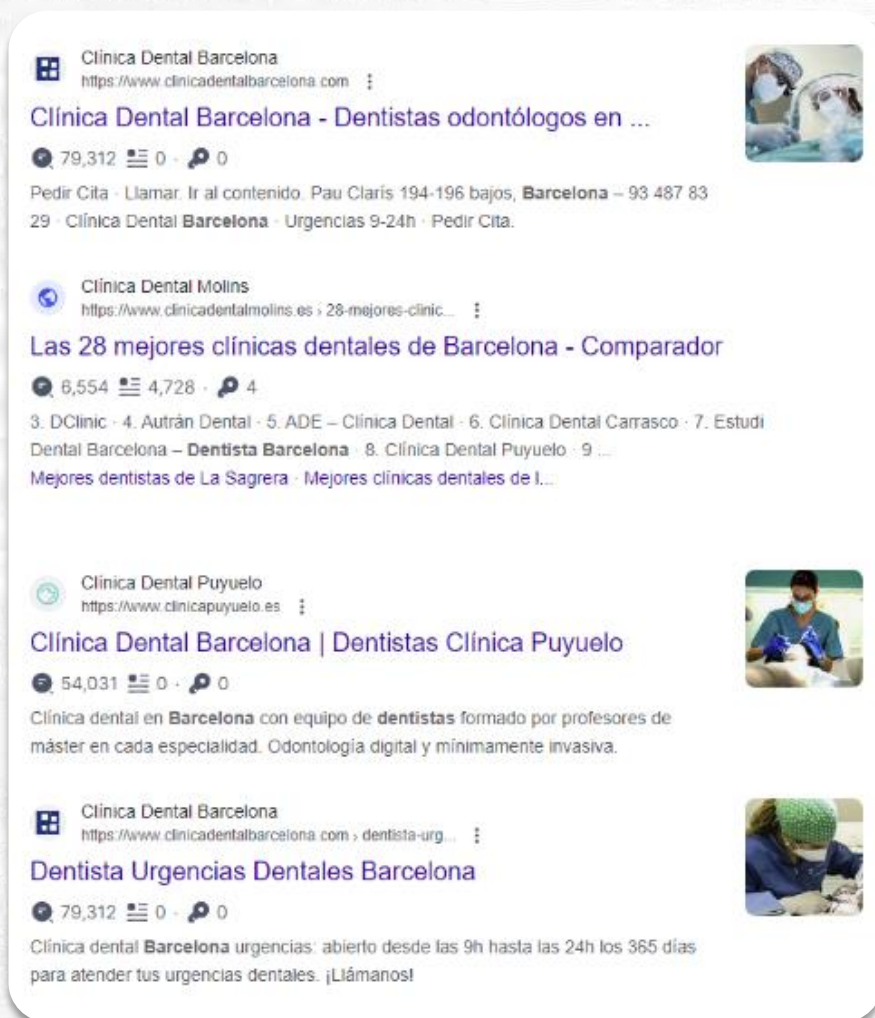 Clínica Dental Barcelona
https://www.clinicadentalbarcelona.com
Clínica Dental Barcelona - Dentistas odontólogos en ...
79,312 0 · 0
Pedir Cita · Llamar. Ir al contenido. Pau Clarís 194-196 bajos, Barcelona – 93 487 83
29 · Clínica Dental Barcelona · Urgencias 9-24h · Pedir Cita.
Clínica Dental Molins
https://www.clinicadentalmolins.es › 28-mejores-clinic...
Las 28 mejores clínicas dentales de Barcelona - Comparador
6,554 4,728 · 4
3. DClinic · 4. Autrán Dental · 5. ADE – Clínica Dental · 6. Clínica Dental Carrasco · 7. Estudi
Dental Barcelona – Dentista Barcelona · 8. Clínica Dental Puyuelo · 9 ...
Mejores dentistas de La Sagrera · Mejores clínicas dentales de l...
Clínica Dental Puyuelo
https://www.clinicapuyuelo.es
Clínica Dental Barcelona | Dentistas Clínica Puyuelo
54,031 0 · 0
Clínica dental en Barcelona con equipo de dentistas formado por profesores de
máster en cada especialidad. Odontología digital y mínimamente invasiva.
Clínica Dental Barcelona
https://www.clinicadentalbarcelona.com › dentista-urg...
Dentista Urgencias Dentales Barcelona
79,312 0 · 0
Clínica dental Barcelona urgencias: abierto desde las 9h hasta las 24h los 365 días
para atender tus urgencias dentales. ¡Llámanos!